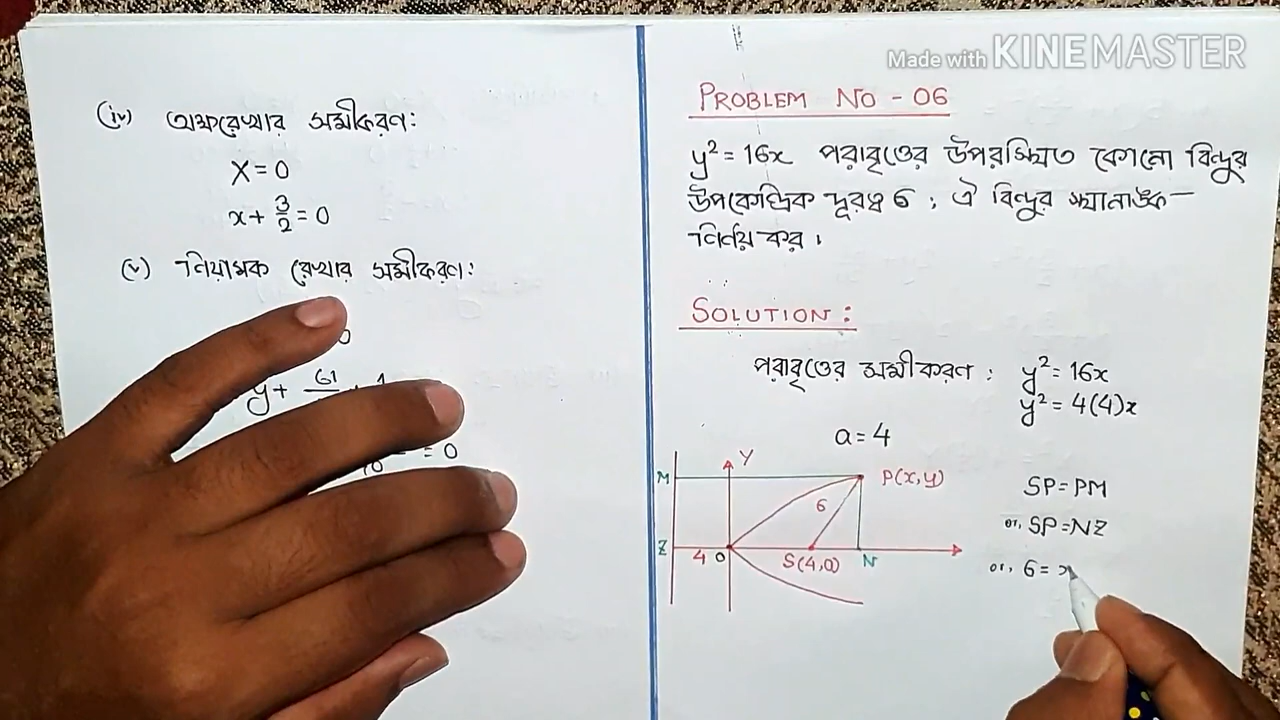 (iv) অক্ষরেখার সমীকরণ:
X = 0
x + 3/2 = 0
(v) নিয়ামক রেখার সমীকরণ:
0
y + 61
= 0
Made with KINEMASTER
PROBLEM NO - 06
y² = 16x পরাবৃত্তের উপরস্থিত কোনো বিন্দুর
উপকেন্দ্রিক দূরত্ব 6 ; ঐ বিন্দুর স্থানাঙ্ক
নির্ণয় কর।
SOLUTION:
পরাবৃত্তের সমীকরণ: y² = 16x
y² = 4(4)x
a = 4
Y
M
P(x,y)
6
Z
4
O
S(4,0)
N
SP = PM
or, SP = NZ
or, 6 = x